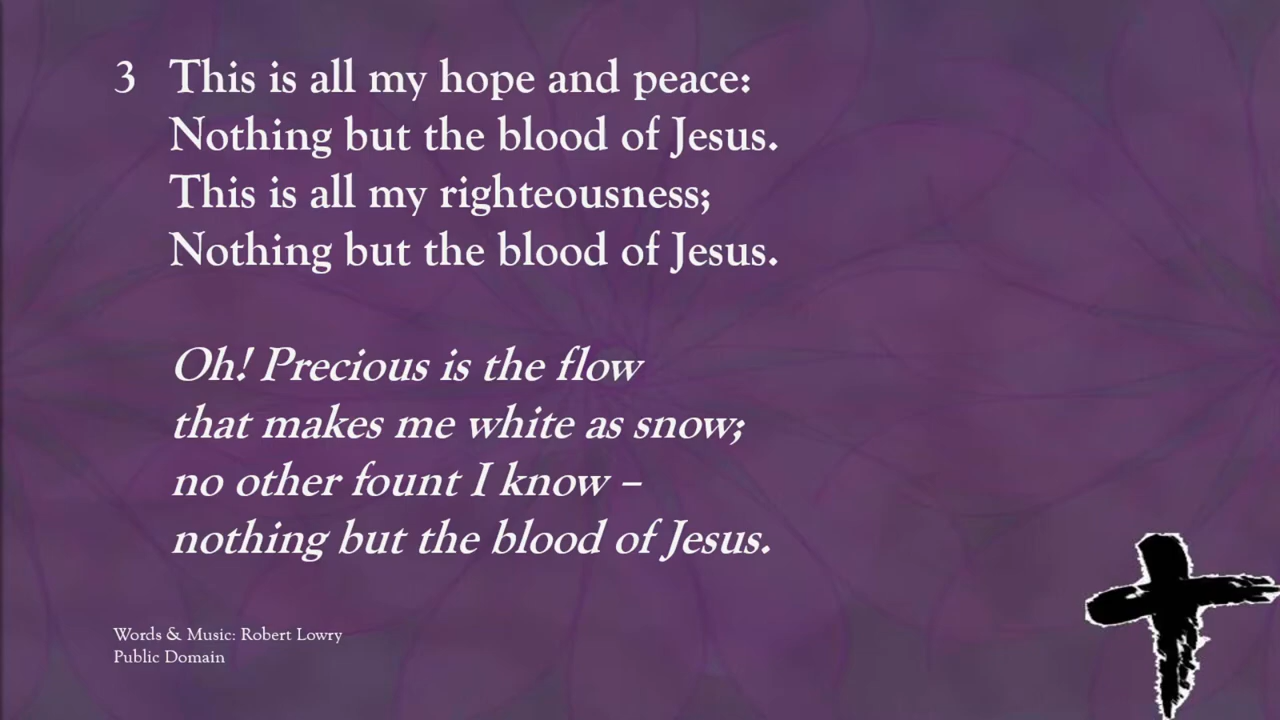 3 This is all my hope and peace:
Nothing but the blood of Jesus.
This is all my righteousness;
Nothing but the blood of Jesus.
Oh! Precious is the flow
that makes me white as snow;
no other fount I know –
nothing but the blood of Jesus.
Words & Music: Robert Lowry
Public Domain